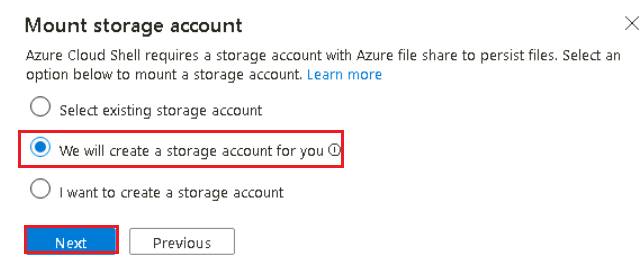 Mount storage account
Azure Cloud Shell requires a storage account with Azure file share to persist files. Select an
option below to mount a storage account. Learn more
Select existing storage account
We will create a storage account for you
I want to create a storage account
Next Previous